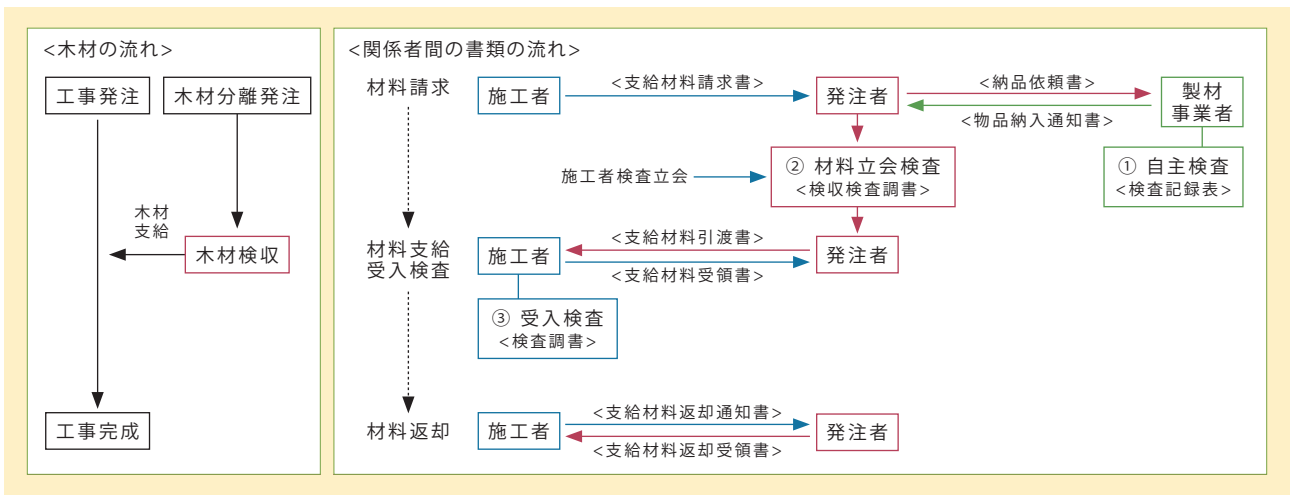 <木材の流れ>
工事発注
木材分離発注
木材
支給
木材検収
工事完成
<関係者間の書類の流れ>
材料請求
施工者
<支給材料請求書>
発注者
<納品依頼書>
<物品納入通知書>
製材
事業者
施工者検査立会
② 材料立会検査
<検収検査調書>
① 自主検査
<検査記録表>
材料支給
受入検査
施工者
<支給材料引渡書>
<支給材料受領書>
発注者
③ 受入検査
<検査調書>
材料返却
施工者
<支給材料返却通知書>
<支給材料返却受領書>
発注者